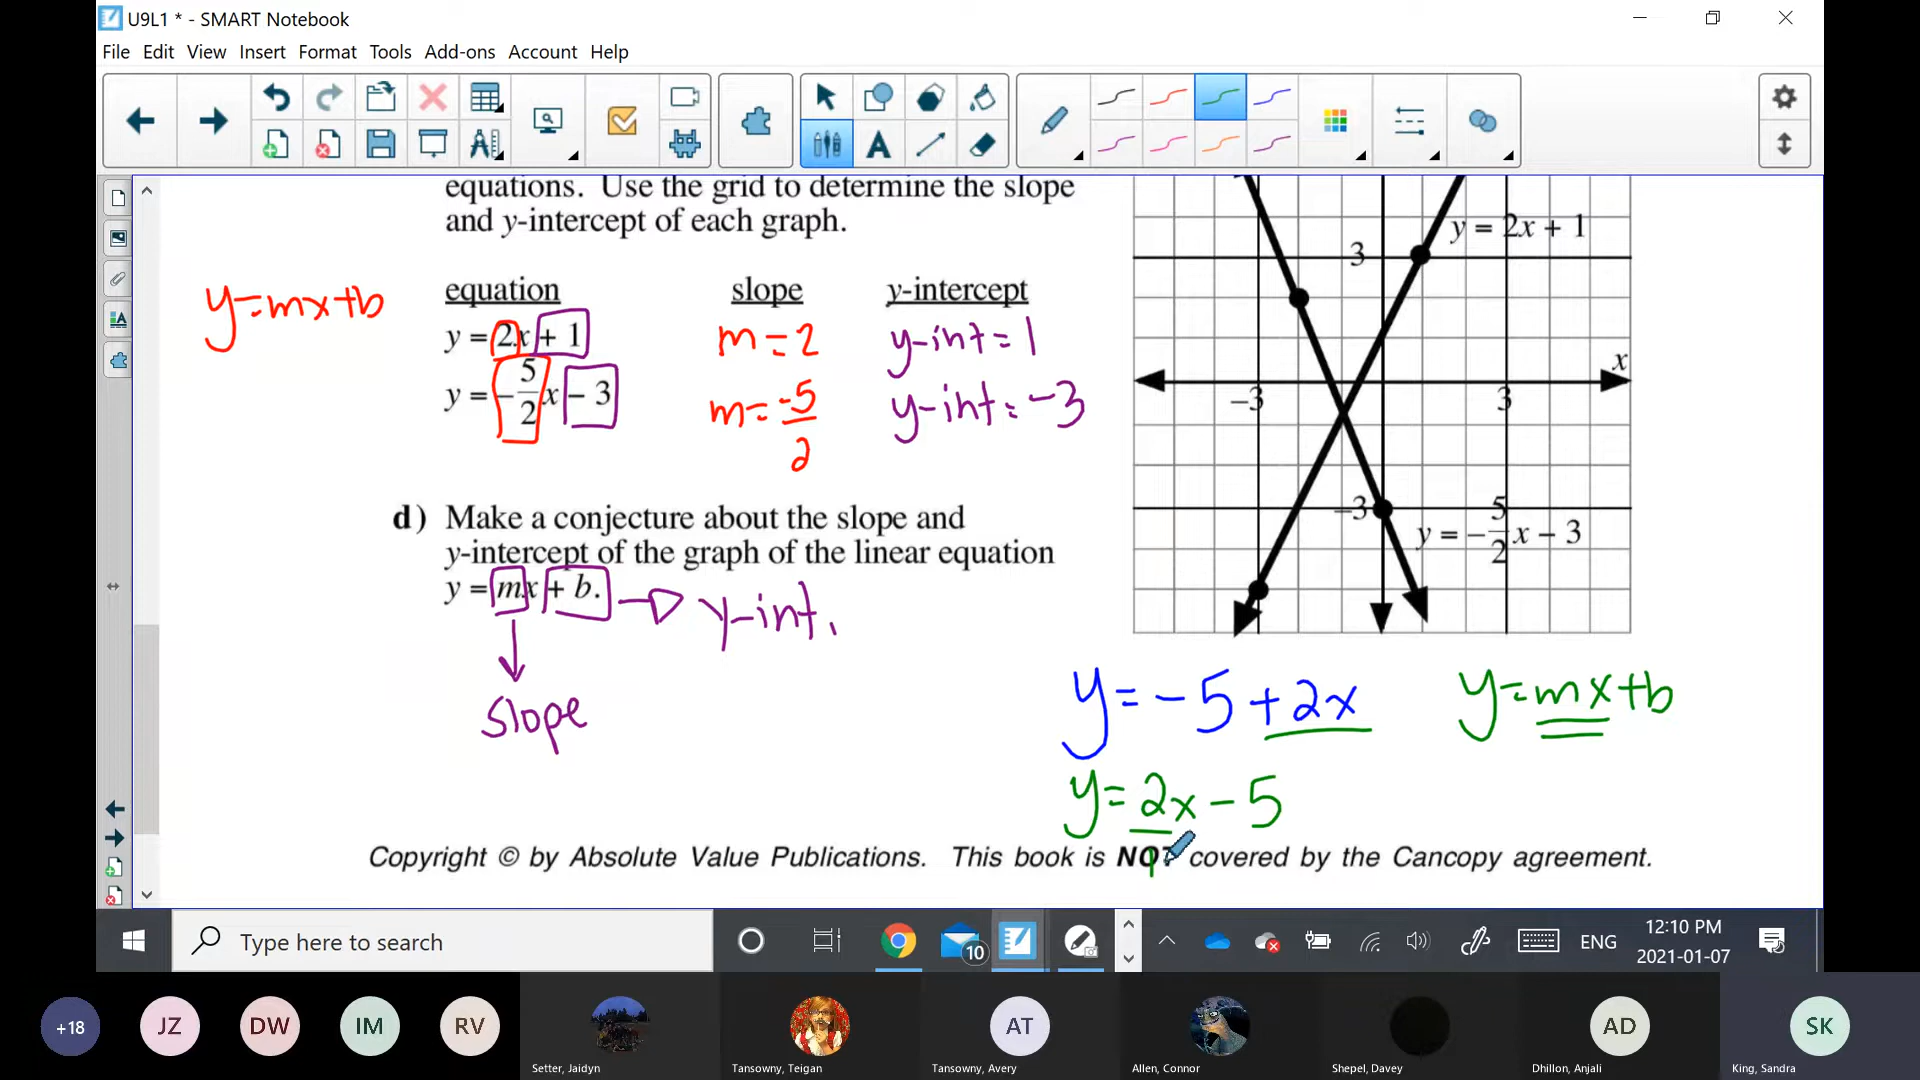 U9L1 * - SMART Notebook
File Edit View Insert Format Tools Add-ons Account Help
equations. Use the grid to determine the slope
and y-intercept of each graph.
y=mx+b
equation slope y-intercept
y = 2x + 1 m = 2 y-int = 1
y = -5/2 x - 3 m = -5/2 y-int = -3
d) Make a conjecture about the slope and
y-intercept of the graph of the linear equation
y = mx + b. y-int.
slope
y = 2x + 1
3
x
-3 3
-3
y = -5/2 x - 3
y = -5 + 2x y = mx + b
y = 2x - 5
Copyright © by Absolute Value Publications. This book is NOT covered by the Cancopy agreement.
Type here to search
10
ENG
12:10 PM
2021-01-07
+18 JZ DW IM RV AT AD SK
Setter, Jaidyn Tansowny, Teigan Tansowny, Avery Allen, Connor Shepel, Davey Dhillon, Anjali King, Sandra